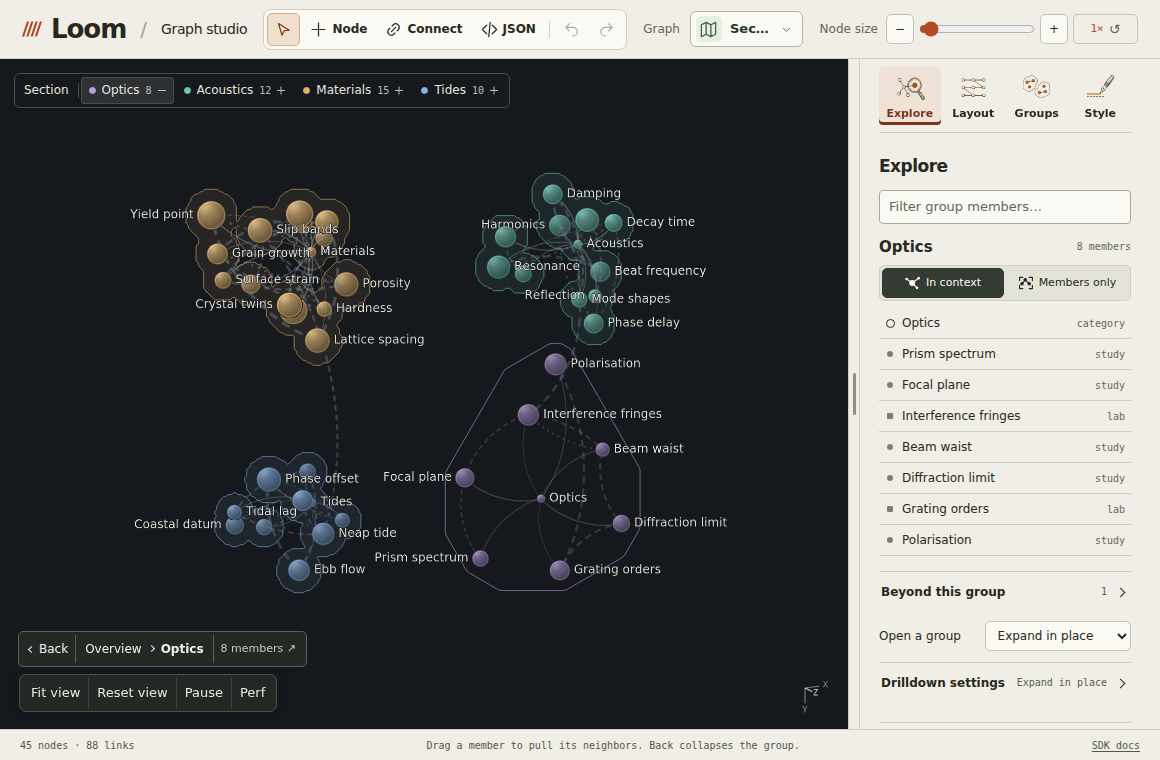 Loom / Graph studio
Node
Connect
JSON
Graph
Sec...
Node size
−
+
1× ↺
Section
Optics 8 −
Acoustics 12 +
Materials 15 +
Tides 10 +
Yield point
Slip bands
Grain growth
Materials
Surface strain
Porosity
Crystal twins
Hardness
Lattice spacing
Damping
Harmonics
Decay time
Acoustics
Resonance
Beat frequency
Reflection
Mode shapes
Phase delay
Polarisation
Interference fringes
Beam waist
Focal plane
Optics
Diffraction limit
Prism spectrum
Grating orders
Phase offset
Tides
Tidal lag
Coastal datum
Neap tide
Ebb flow
Back
Overview > Optics
8 members ↗
Fit view
Reset view
Pause
Perf
X
Z
Y
Explore
Layout
Groups
Style
Explore
Filter group members...
Optics 8 members
In context
Members only
Optics category
Prism spectrum study
Focal plane study
Interference fringes lab
Beam waist study
Diffraction limit study
Grating orders lab
Polarisation study
Beyond this group 1
Open a group Expand in place
Drilldown settings Expand in place
45 nodes · 88 links
Drag a member to pull its neighbors. Back collapses the group.
SDK docs